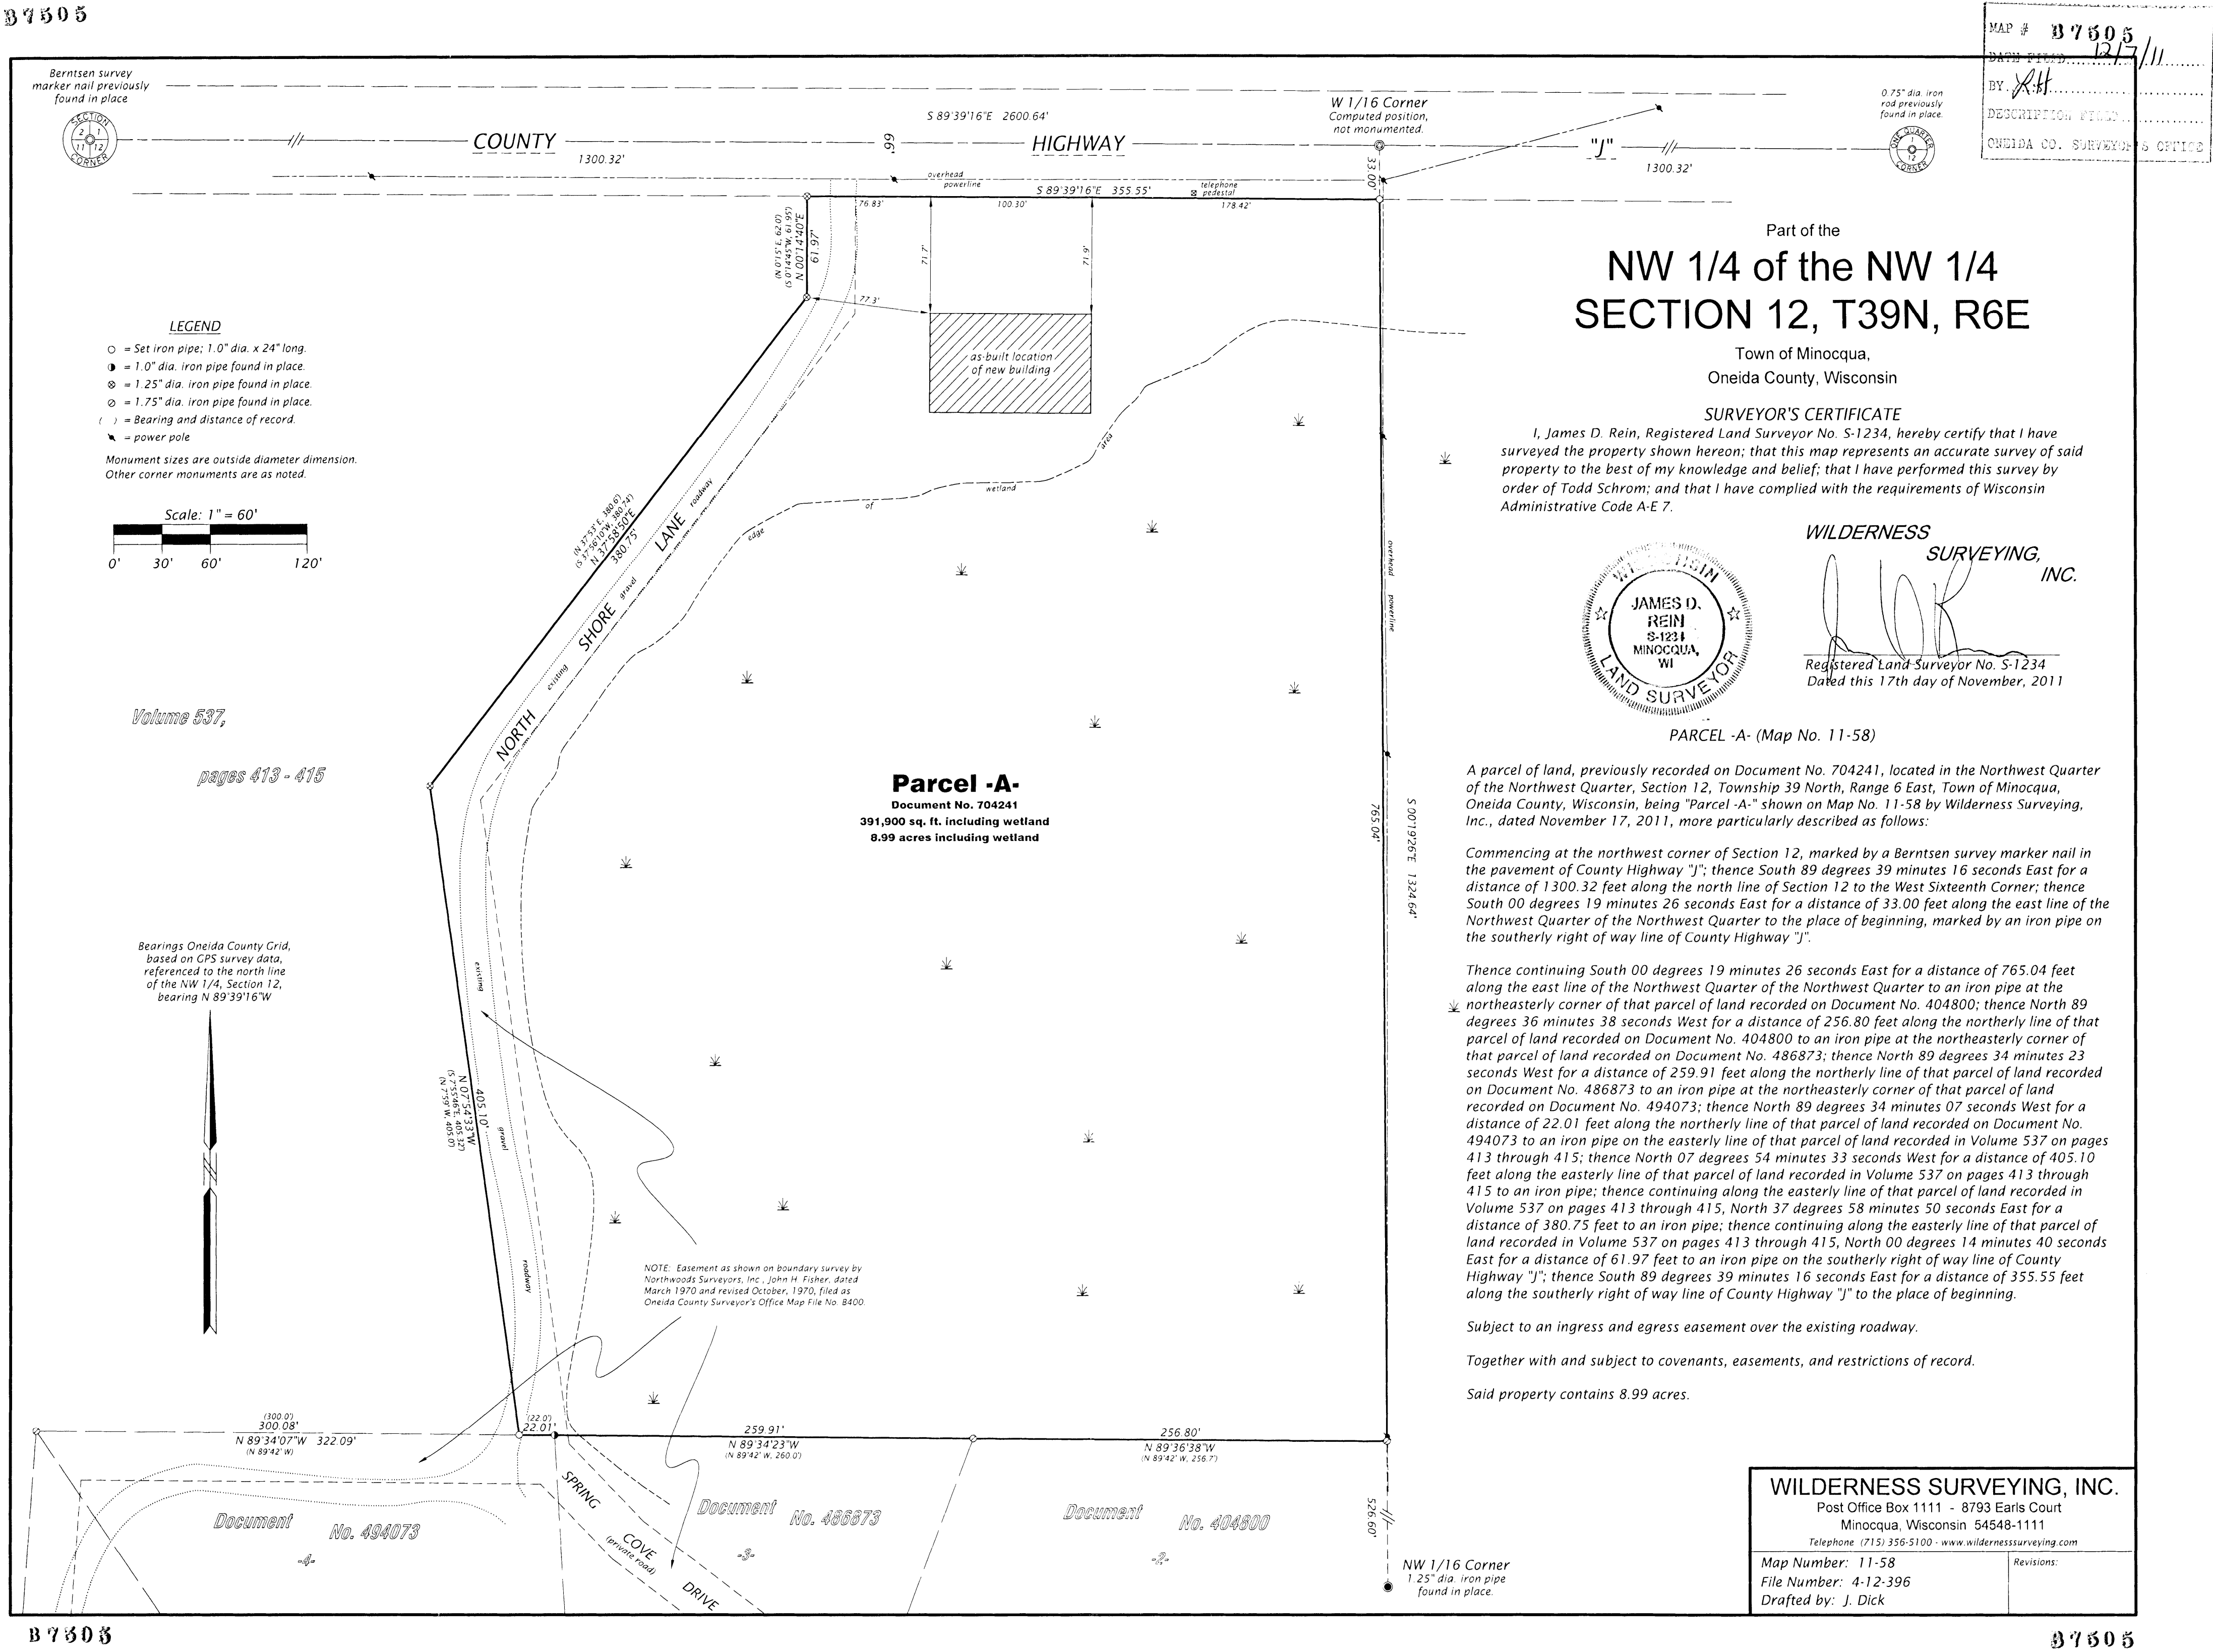 B7505
MAP # B7505
DATE FILED 12/7/11
BY. RH
DESCRIPTION FILED
ONEIDA CO. SURVEYOR'S OFFICE
Berntsen survey
marker nail previously
found in place
SECTION
2 1
11 12
CORNER
COUNTY
1300.32'
66'
S 89°39'16"E 2600.64'
HIGHWAY
W 1/16 Corner
Computed position,
not monumented.
33.00'
"J"
1300.32'
0.75" dia. iron
rod previously
found in place.
ONE QUARTER
1
12
CORNER
overhead
powerline
S 89°39'16"E 355.55'
telephone
pedestal
76.83'
100.30'
178.42'
(N 0°15' E, 62.0')
(S 0°14'45"W, 61.95')
N 00°14'40"E
61.97'
71.7'
71.9'
77.3'
as-built location
of new building
LEGEND
= Set iron pipe; 1.0" dia. x 24" long.
= 1.0" dia. iron pipe found in place.
= 1.25" dia. iron pipe found in place.
= 1.75" dia. iron pipe found in place.
( ) = Bearing and distance of record.
= power pole
Monument sizes are outside diameter dimension.
Other corner monuments are as noted.
Scale: 1" = 60'
0' 30' 60' 120'
(N 37°53' E, 380.6')
(S 37°56'10"W, 380.74')
N 37°58'50"E
380.75'
NORTH SHORE LANE
existing gravel roadway
edge of wetland area
overhead powerline
Volume 537,
pages 413 - 415
Parcel -A-
Document No. 704241
391,900 sq. ft. including wetland
8.99 acres including wetland
765.04'
S 00°19'26"E 1324.64'
Bearings Oneida County Grid,
based on GPS survey data,
referenced to the north line
of the NW 1/4, Section 12,
bearing N 89°39'16"W
existing gravel roadway
405.10'
N 07°54'33"W
(S 7°55'46"E, 405.32')
(N 7°59' W, 405.0')
NOTE: Easement as shown on boundary survey by
Northwoods Surveyors, Inc., John H. Fisher, dated
March 1970 and revised October, 1970, filed as
Oneida County Surveyor's Office Map File No. B400.
(300.0')
300.08'
N 89°34'07"W 322.09'
(N 89°42' W)
(22.0')
22.01'
259.91'
N 89°34'23"W
(N 89°42' W, 260.0')
256.80'
N 89°36'38"W
(N 89°42' W, 256.7')
Document No. 494073
-4-
SPRING
COVE
(private road)
DRIVE
Document No. 486873
-3-
Document No. 404800
-2-
526.60'
NW 1/16 Corner
1.25" dia. iron pipe
found in place.
Part of the
NW 1/4 of the NW 1/4
SECTION 12, T39N, R6E
Town of Minocqua,
Oneida County, Wisconsin
SURVEYOR'S CERTIFICATE
I, James D. Rein, Registered Land Surveyor No. S-1234, hereby certify that I have
surveyed the property shown hereon; that this map represents an accurate survey of said
property to the best of my knowledge and belief; that I have performed this survey by
order of Todd Schrom; and that I have complied with the requirements of Wisconsin
Administrative Code A-E 7.
WISCONSIN
JAMES D.
REIN
S-1234
MINOCQUA,
WI
LAND SURVEYOR
WILDERNESS
SURVEYING,
INC.
Registered Land Surveyor No. S-1234
Dated this 17th day of November, 2011
PARCEL -A- (Map No. 11-58)
A parcel of land, previously recorded on Document No. 704241, located in the Northwest Quarter
of the Northwest Quarter, Section 12, Township 39 North, Range 6 East, Town of Minocqua,
Oneida County, Wisconsin, being "Parcel -A-" shown on Map No. 11-58 by Wilderness Surveying,
Inc., dated November 17, 2011, more particularly described as follows:
Commencing at the northwest corner of Section 12, marked by a Berntsen survey marker nail in
the pavement of County Highway "J"; thence South 89 degrees 39 minutes 16 seconds East for a
distance of 1300.32 feet along the north line of Section 12 to the West Sixteenth Corner; thence
South 00 degrees 19 minutes 26 seconds East for a distance of 33.00 feet along the east line of the
Northwest Quarter of the Northwest Quarter to the place of beginning, marked by an iron pipe on
the southerly right of way line of County Highway "J".
Thence continuing South 00 degrees 19 minutes 26 seconds East for a distance of 765.04 feet
along the east line of the Northwest Quarter of the Northwest Quarter to an iron pipe at the
northeasterly corner of that parcel of land recorded on Document No. 404800; thence North 89
degrees 36 minutes 38 seconds West for a distance of 256.80 feet along the northerly line of that
parcel of land recorded on Document No. 404800 to an iron pipe at the northeasterly corner of
that parcel of land recorded on Document No. 486873; thence North 89 degrees 34 minutes 23
seconds West for a distance of 259.91 feet along the northerly line of that parcel of land recorded
on Document No. 486873 to an iron pipe at the northeasterly corner of that parcel of land
recorded on Document No. 494073; thence North 89 degrees 34 minutes 07 seconds West for a
distance of 22.01 feet along the northerly line of that parcel of land recorded on Document No.
494073 to an iron pipe on the easterly line of that parcel of land recorded in Volume 537 on pages
413 through 415; thence North 07 degrees 54 minutes 33 seconds West for a distance of 405.10
feet along the easterly line of that parcel of land recorded in Volume 537 on pages 413 through
415 to an iron pipe; thence continuing along the easterly line of that parcel of land recorded in
Volume 537 on pages 413 through 415, North 37 degrees 58 minutes 50 seconds East for a
distance of 380.75 feet to an iron pipe; thence continuing along the easterly line of that parcel of
land recorded in Volume 537 on pages 413 through 415, North 00 degrees 14 minutes 40 seconds
East for a distance of 61.97 feet to an iron pipe on the southerly right of way line of County
Highway "J"; thence South 89 degrees 39 minutes 16 seconds East for a distance of 355.55 feet
along the southerly right of way line of County Highway "J" to the place of beginning.
Subject to an ingress and egress easement over the existing roadway.
Together with and subject to covenants, easements, and restrictions of record.
Said property contains 8.99 acres.
WILDERNESS SURVEYING, INC.
Post Office Box 1111 - 8793 Earls Court
Minocqua, Wisconsin 54548-1111
Telephone (715) 356-5100 - www.wildernesssurveying.com
Map Number: 11-58
File Number: 4-12-396
Drafted by: J. Dick
Revisions:
B7505
B7505